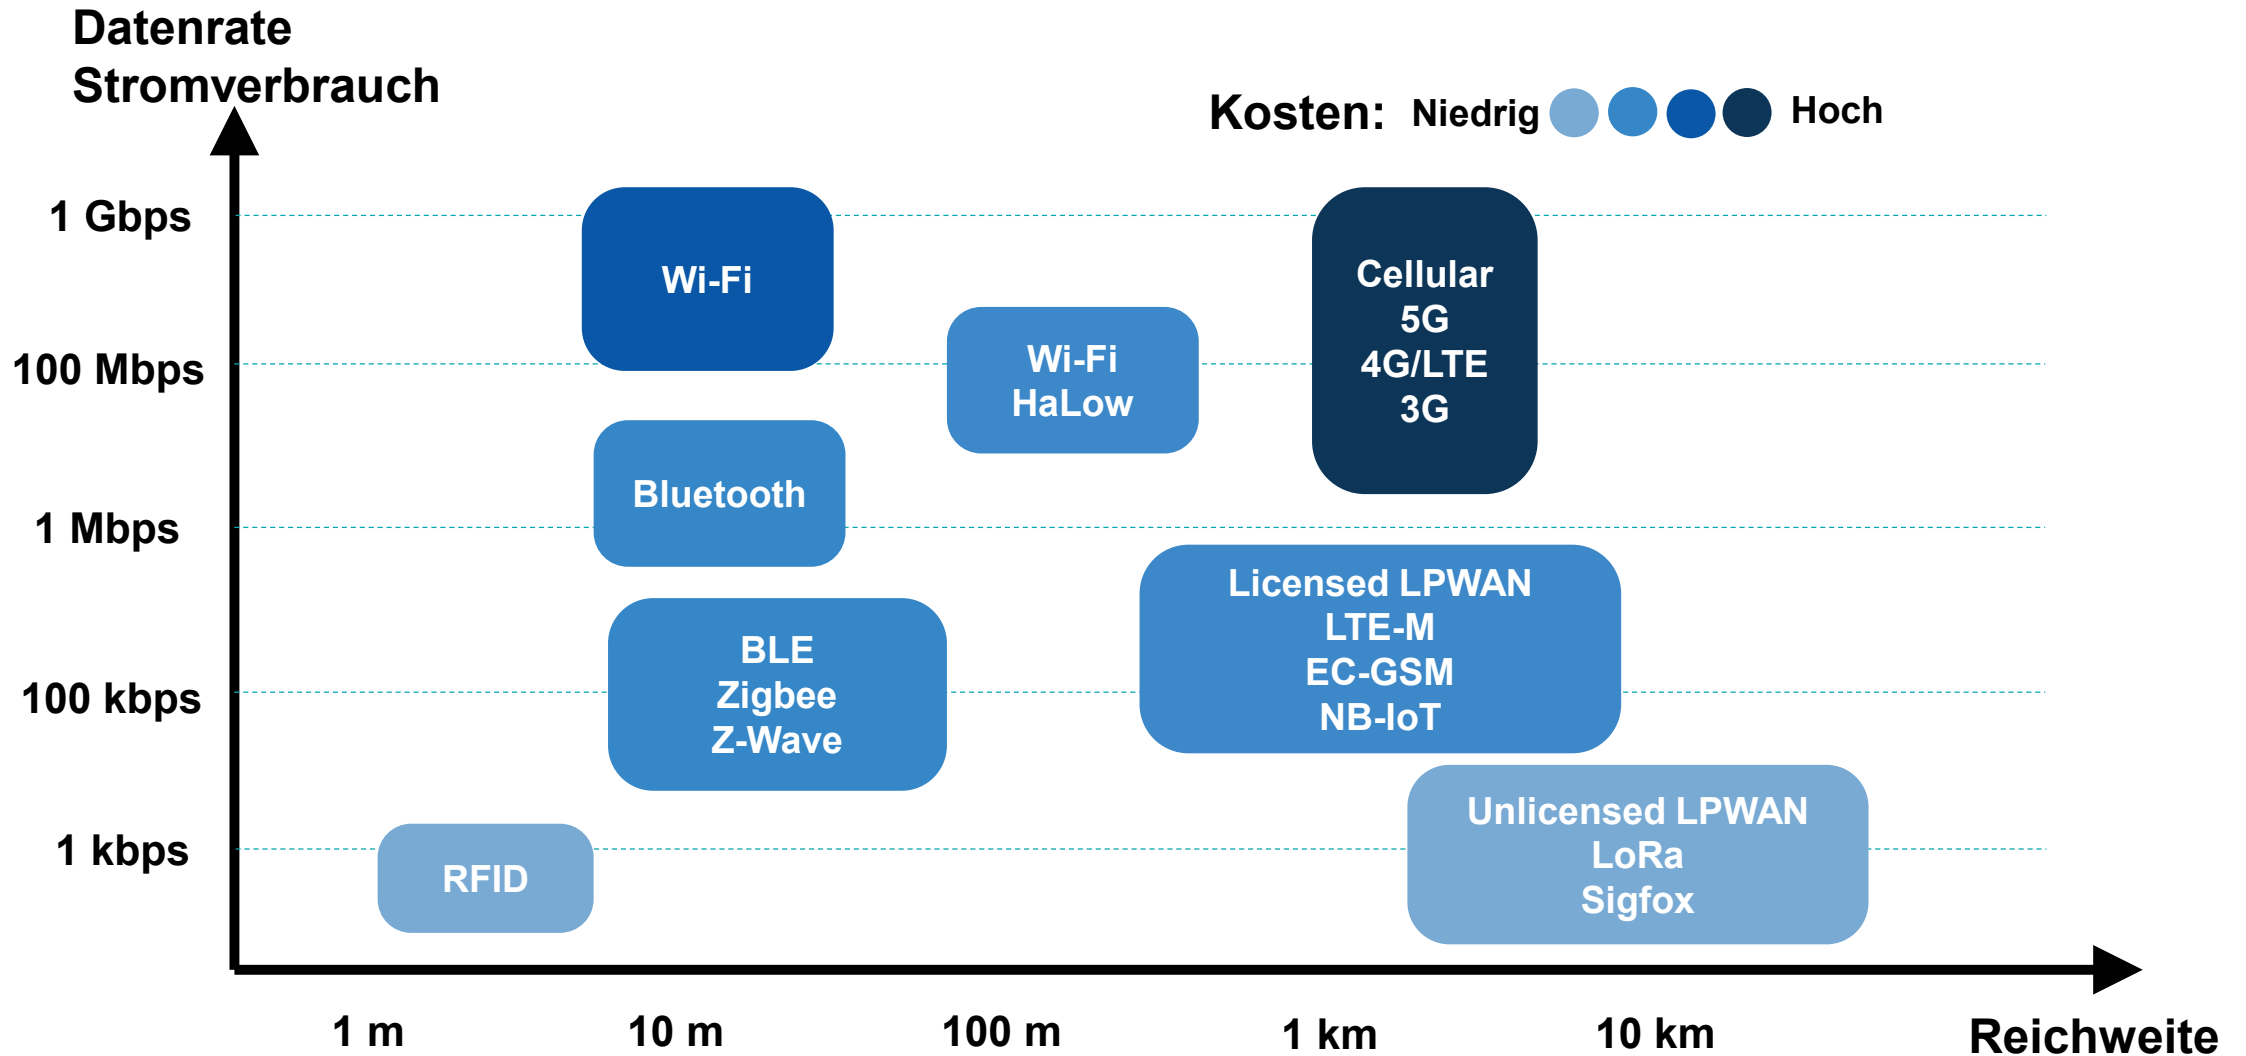 Datenrate
Stromverbrauch
Kosten: Niedrig Hoch
1 Gbps
100 Mbps
1 Mbps
100 kbps
1 kbps
Wi-Fi
Wi-Fi
HaLow
Cellular
5G
4G/LTE
3G
Bluetooth
BLE
Zigbee
Z-Wave
Licensed LPWAN
LTE-M
EC-GSM
NB-IoT
RFID
Unlicensed LPWAN
LoRa
Sigfox
1 m
10 m
100 m
1 km
10 km
Reichweite